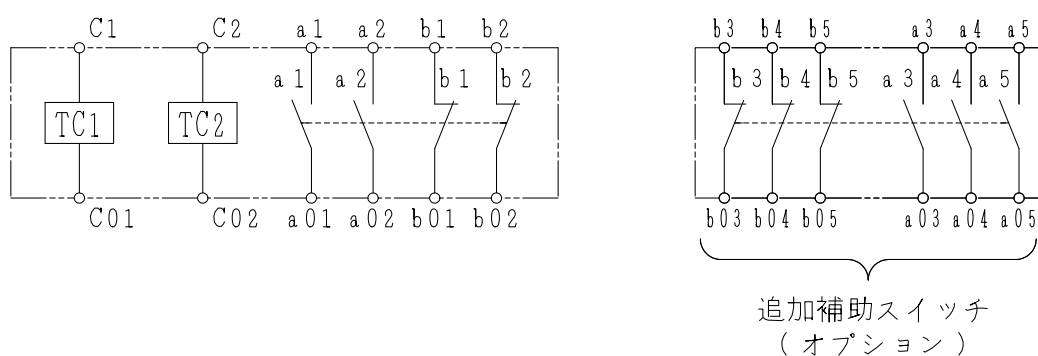 C1 C2 a1 a2 b1 b2 b3 b4 b5 a3 a4 a5
a1 a2 b1 b2 b3 b4 b5 a3 a4 a5
TC1 TC2
C01 C02 a01 a02 b01 b02 b03 b04 b05 a03 a04 a05
追加補助スイッチ
(オプション)